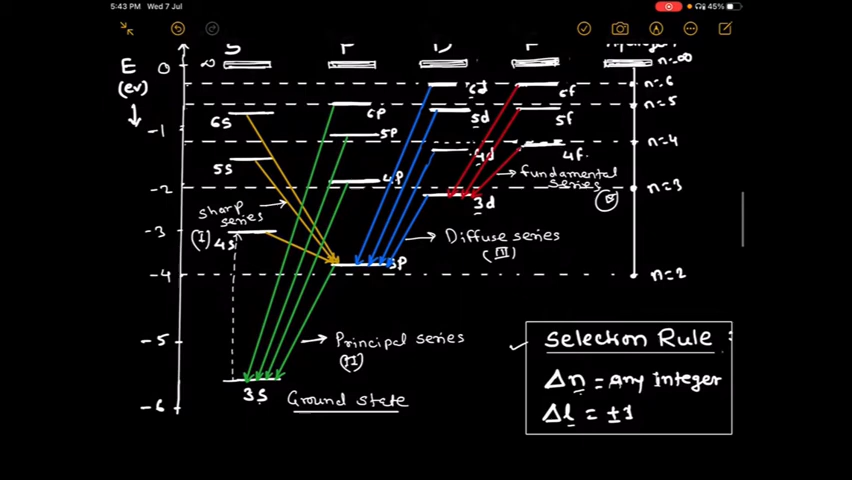 5:43 PM Wed 7 Jul
45%
S P D F
E 0 ∞ n=∞
(ev)
6d 6f n=6
6p 5d 5f n=5
6s
-1 5p
4d 4f n=4
5s
-2 4p fundamental n=3
series
3d
sharp
series
-3 (I) 4s
Diffuse series
(III)
3p
-4 n=2
-5 Principal series
(II)
Selection Rule :
Δn = any integer
3s Ground state
-6
Δl = ±1